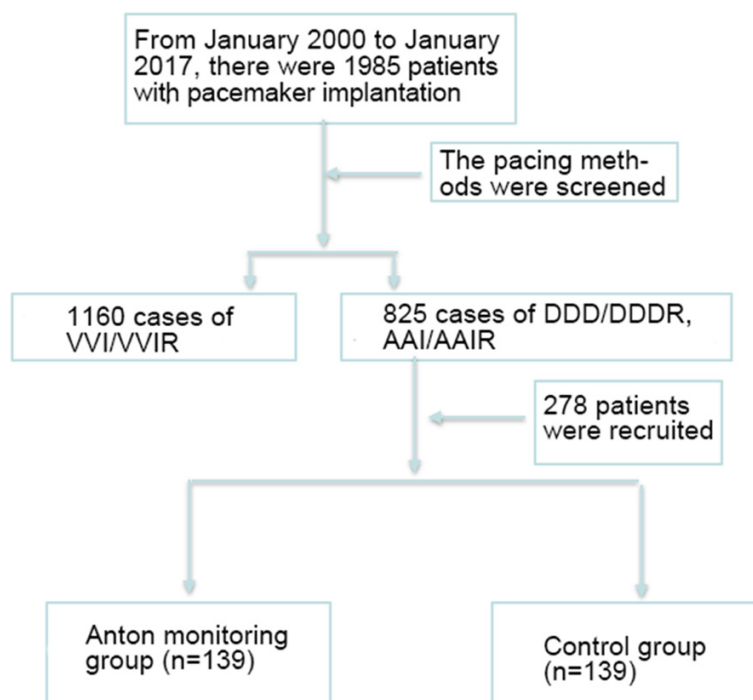 From January 2000 to January
2017, there were 1985 patients
with pacemaker implantation
The pacing meth-
ods were screened
1160 cases of
VVI/VVIR
825 cases of DDD/DDDR,
AAI/AAIR
278 patients
were recruited
Anton monitoring
group (n=139)
Control group
(n=139)